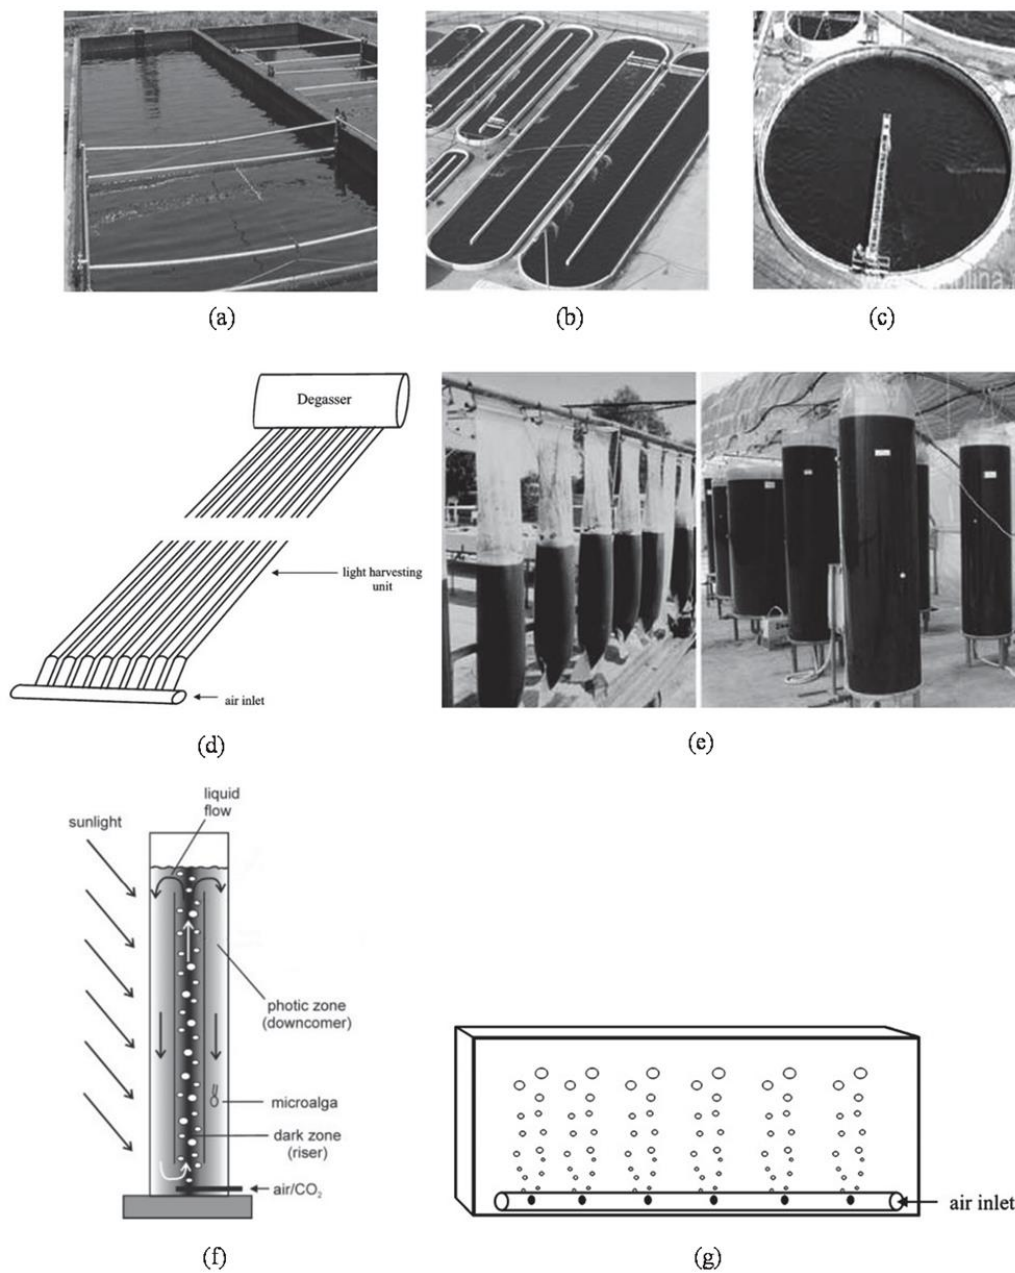 (a)
(b)
(c)
Degasser
light harvesting
unit
air inlet
(d)
(e)
liquid
flow
sunlight
photic zone
(downcomer)
microalga
dark zone
(riser)
air/CO₂
(f)
air inlet
(g)